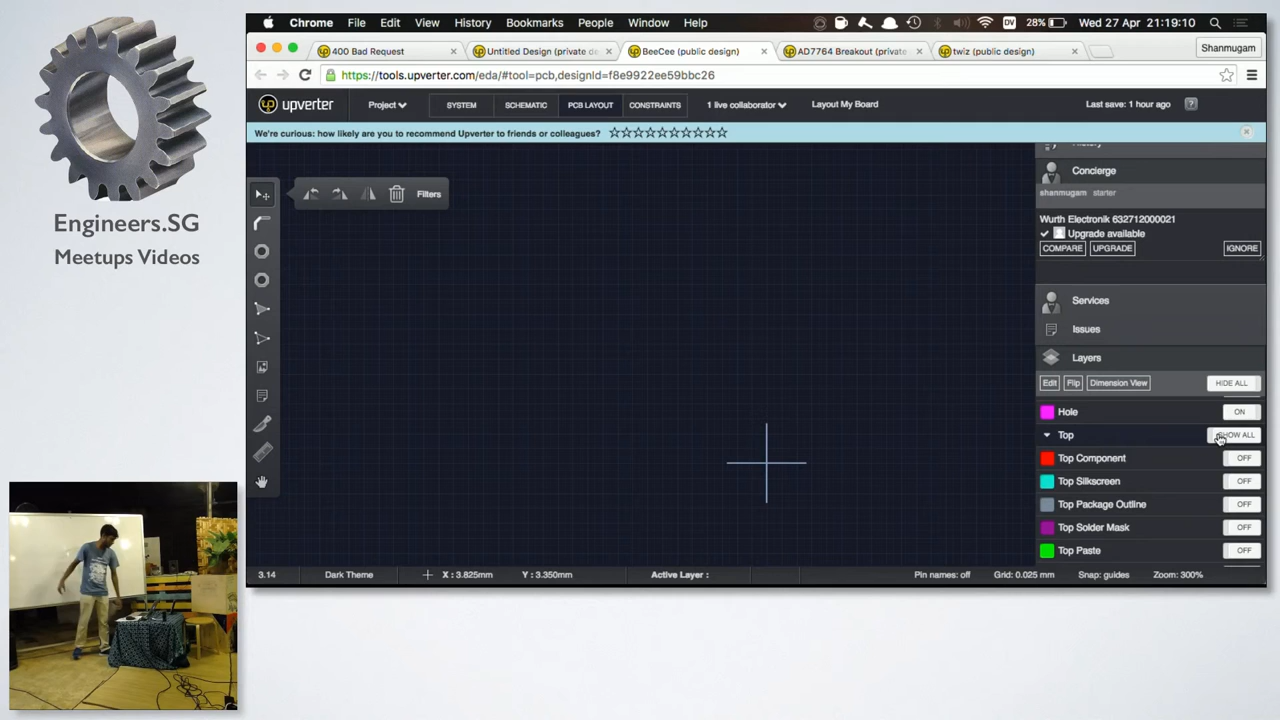 Chrome File Edit View History Bookmarks People Window Help DV 28% Wed 27 Apr 21:19:10
400 Bad Request Untitled Design (private de BeeCee (public design) AD7764 Breakout (private twiz (public design) Shanmugam
https://tools.upverter.com/eda/#tool=pcb,designId=f8e9922ee59bbc26
upverter Project SYSTEM SCHEMATIC PCB LAYOUT CONSTRAINTS 1 live collaborator Layout My Board Last save: 1 hour ago ?
We're curious: how likely are you to recommend Upverter to friends or colleagues?
Filters
Concierge
shanmugam starter
Wurth Electronik 632712000021
Upgrade available
COMPARE UPGRADE IGNORE
Services
Issues
Layers
Edit Flip Dimension View HIDE ALL
Hole ON
Top SHOW ALL
Top Component OFF
Top Silkscreen OFF
Top Package Outline OFF
Top Solder Mask OFF
Top Paste OFF
3.14 Dark Theme X : 3.825mm Y : 3.350mm Active Layer : Pin names: off Grid: 0.025 mm Snap: guides Zoom: 300%
Engineers.SG
Meetups Videos